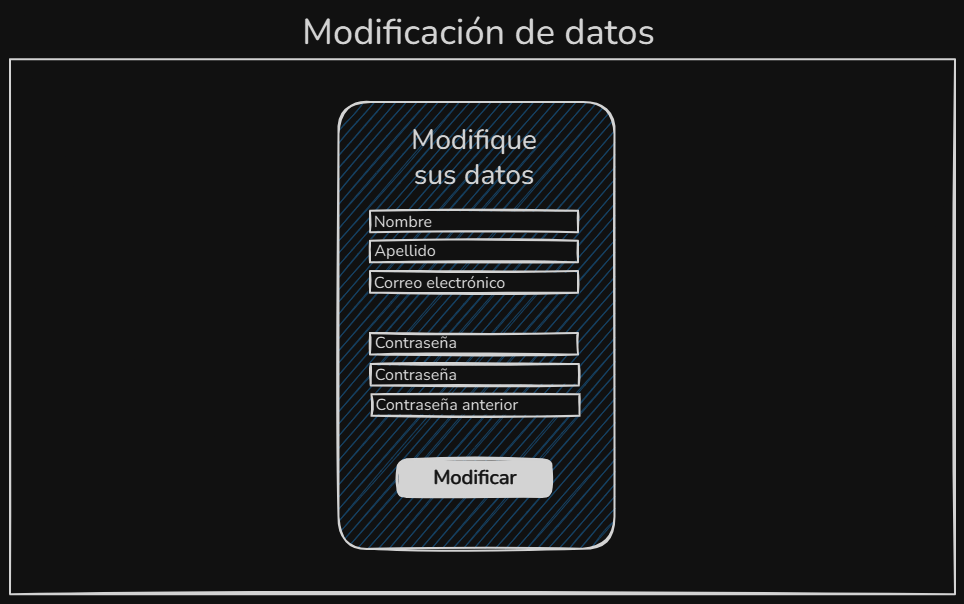 Modificación de datos
Modifique
sus datos
Nombre
Apellido
Correo electrónico
Contraseña
Contraseña
Contraseña anterior
Modificar